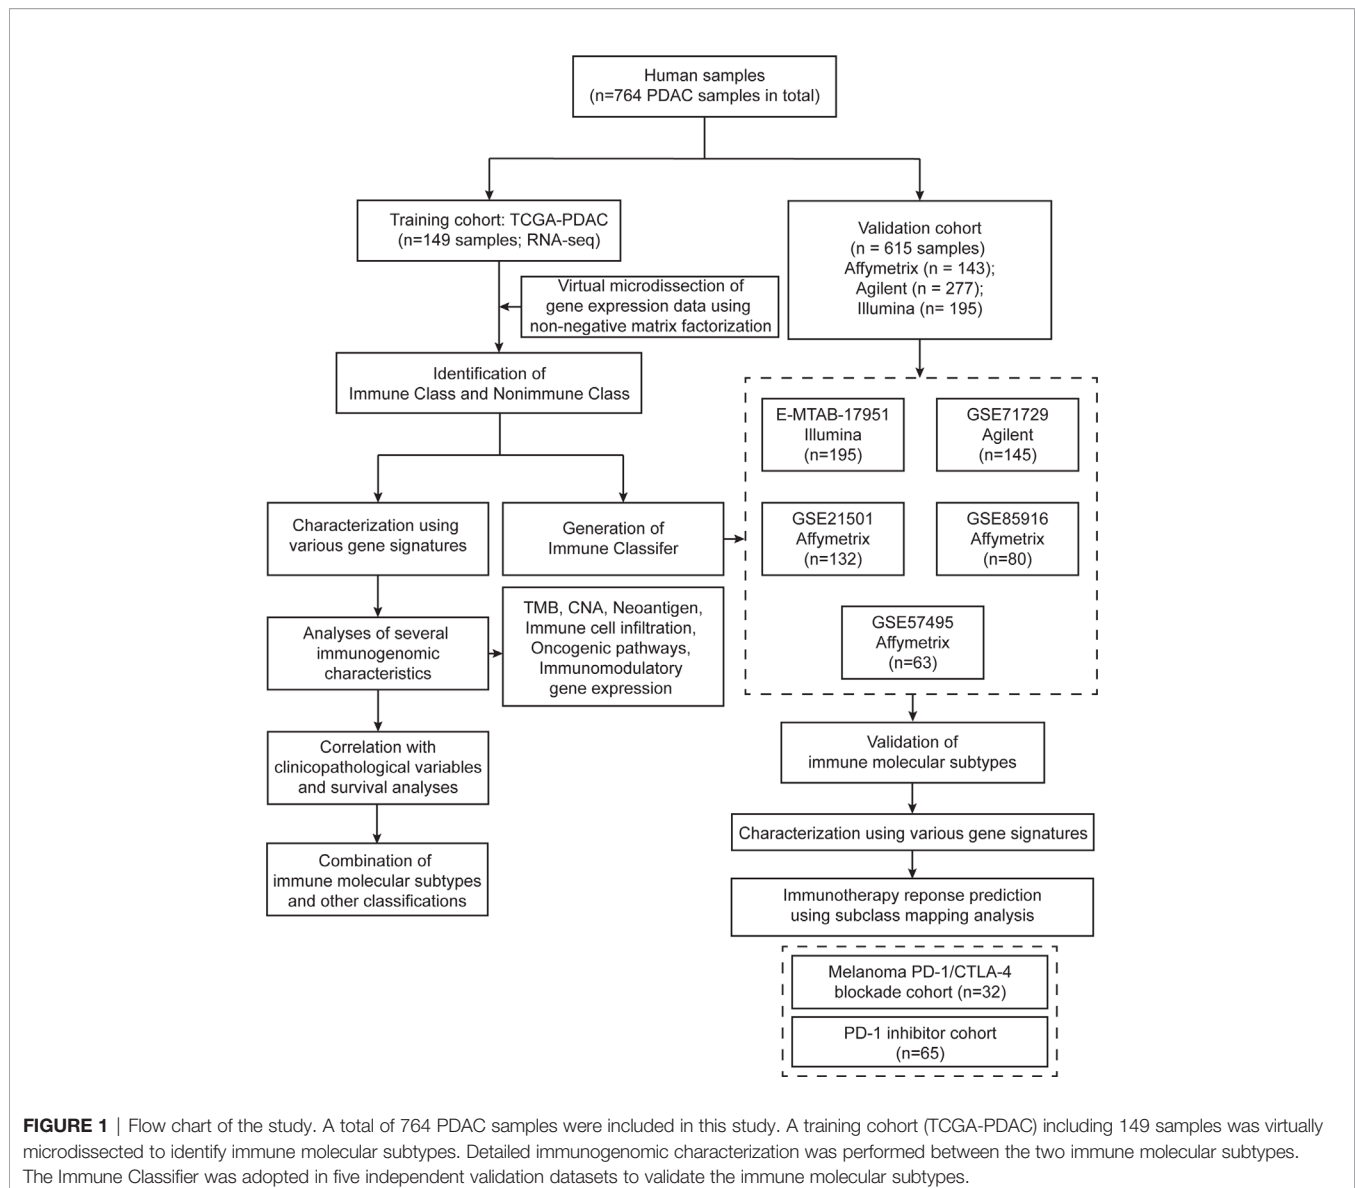 Human samples
(n=764 PDAC samples in total)
Training cohort: TCGA-PDAC
(n=149 samples; RNA-seq)
Validation cohort
(n = 615 samples)
Affymetrix (n = 143);
Agilent (n = 277);
Illumina (n= 195)
Virtual microdissection of
gene expression data using
non-negative matrix factorization
Identification of
Immune Class and Nonimmune Class
E-MTAB-17951
Illumina
(n=195)
GSE71729
Agilent
(n=145)
Characterization using
various gene signatures
Generation of
Immune Classifer
GSE21501
Affymetrix
(n=132)
GSE85916
Affymetrix
(n=80)
TMB, CNA, Neoantigen,
Immune cell infiltration,
Oncogenic pathways,
Immunomodulatory
gene expression
Analyses of several
immunogenomic
characteristics
GSE57495
Affymetrix
(n=63)
Correlation with
clinicopathological variables
and survival analyses
Validation of
immune molecular subtypes
Characterization using various gene signatures
Combination of
immune molecular subtypes
and other classifications
Immunotherapy reponse prediction
using subclass mapping analysis
Melanoma PD-1/CTLA-4
blockade cohort (n=32)
PD-1 inhibitor cohort
(n=65)
FIGURE 1 | Flow chart of the study. A total of 764 PDAC samples were included in this study. A training cohort (TCGA-PDAC) including 149 samples was virtually
microdissected to identify immune molecular subtypes. Detailed immunogenomic characterization was performed between the two immune molecular subtypes.
The Immune Classifier was adopted in five independent validation datasets to validate the immune molecular subtypes.